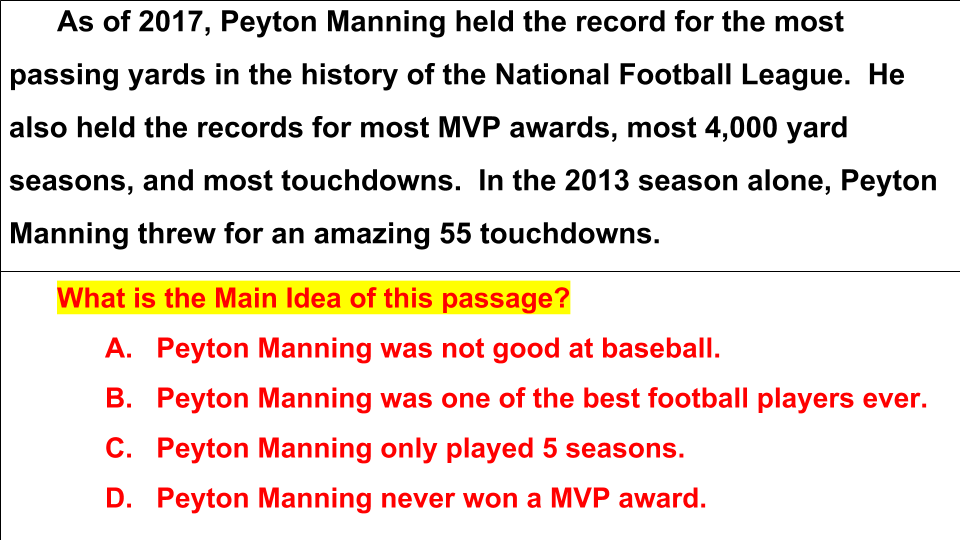 As of 2017, Peyton Manning held the record for the most
passing yards in the history of the National Football League.  He
also held the records for most MVP awards, most 4,000 yard
seasons, and most touchdowns.  In the 2013 season alone, Peyton
Manning threw for an amazing 55 touchdowns.
What is the Main Idea of this passage?
A. Peyton Manning was not good at baseball.
B. Peyton Manning was one of the best football players ever.
C. Peyton Manning only played 5 seasons.
D. Peyton Manning never won a MVP award.